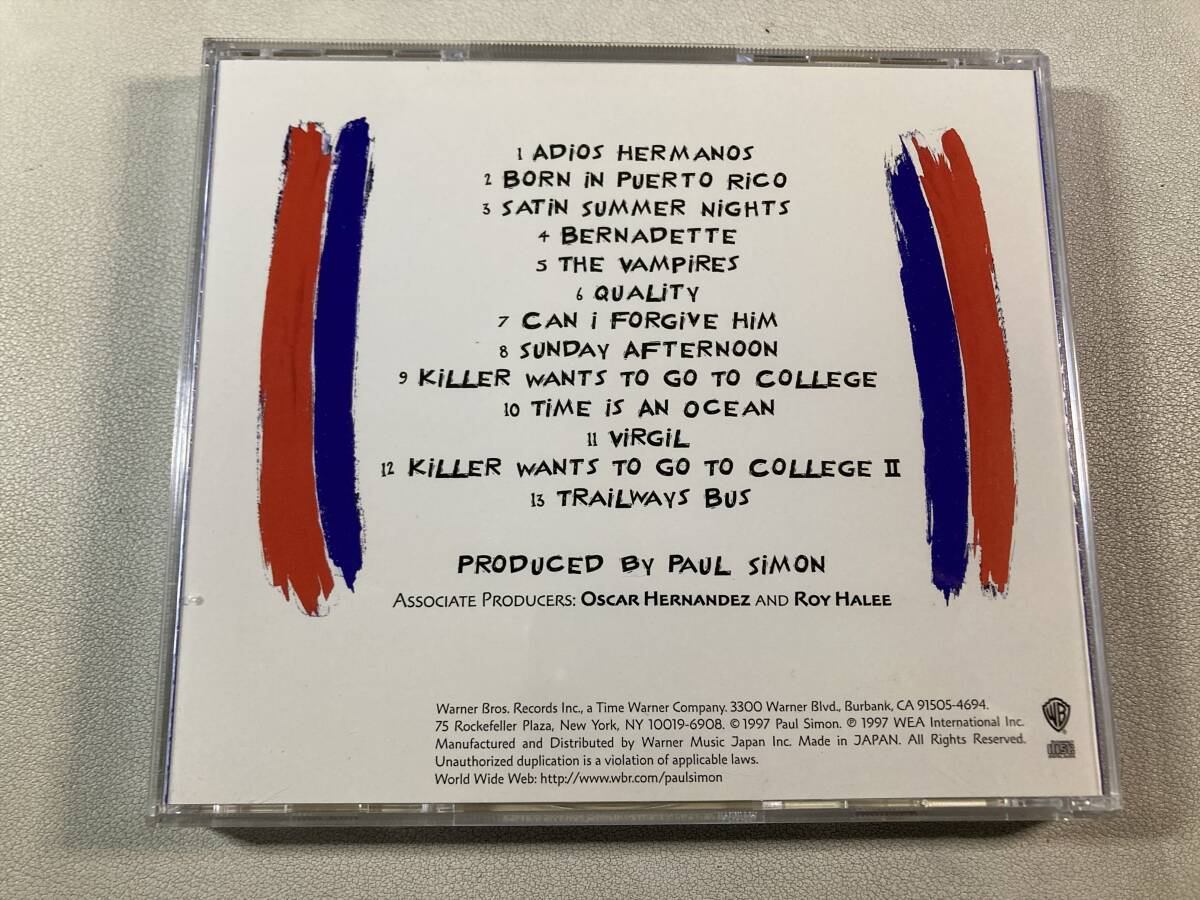 1 ADiOS HERMANOS
2 BORN iN PUERTO RiCO
3 SATiN SUMMER NiGHTS
4 BERNADETTE
5 THE VAMPiRES
6 QUALiTY
7 CAN i FORGiVE HiM
8 SUNDAY AFTERNOON
9 KiLLER WANTS TO GO TO COLLEGE
10 TiME iS AN OCEAN
11 ViRGiL
12 KiLLER WANTS TO GO TO COLLEGE II
13 TRAiLWAYS BUS
PRODUCED BY PAUL SiMON
ASSOCIATE PRODUCERS: OSCAR HERNANDEZ AND ROY HALEE
Warner Bros. Records Inc., a Time Warner Company. 3300 Warner Blvd., Burbank, CA 91505-4694.
75 Rockefeller Plaza, New York, NY 10019-6908. © 1997 Paul Simon. ℗ 1997 WEA International Inc.
Manufactured and Distributed by Warner Music Japan Inc. Made in JAPAN. All Rights Reserved.
Unauthorized duplication is a violation of applicable laws.
World Wide Web: http://www.wbr.com/paulsimon
WB
disc